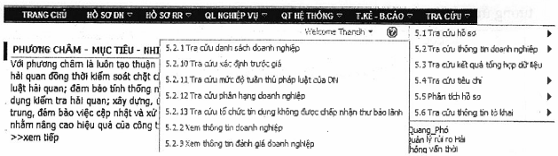 TRANG CHỦ HỒ SƠ DN HỒ SƠ RR QL NGHIỆP VỤ QT HỆ THỐNG T.KÊ - B.CÁO TRA CỨU
Welcome Thandh
PHƯƠNG CHÂM - MỤC TIÊU - NHI
Với phương châm là luôn tạo thuận
hải quan đồng thời kiểm soát chặt c
luật hải quan; đảm bảo tính thống n
dụng kiểm tra hải quan; xây dựng, c
trung, đảm bảo việc cập nhật và xử
nhằm nâng cao hiệu quả của công t
>>xem tiếp
5.2.1 Tra cứu danh sách doanh nghiệp
5.2.10 Tra cứu xác định trước giá
5.2.11 Tra cứu mức độ tuân thủ pháp luật của DN
5.2.12 Tra cứu phân hạng doanh nghiệp
5.2.13 Tra cứu tổ chức tín dụng không được chấp nhận thư bảo lãnh
5.2.2 Xem thông tin doanh nghiệp
5.2.3 Xem thông tin đánh giá doanh nghiệp
5.1 Tra cứu hồ sơ
5.2 Tra cứu thông tin doanh nghiệp
5.3 Tra cứu kết quả tổng hợp dữ liệu
5.4 Tra cứu tiêu chí
5.5 Phân tích hồ sơ
5.6 Tra cứu thông tin tờ khai
Quang_Phó
quản lý rủi ro Hải
thông vấn thời